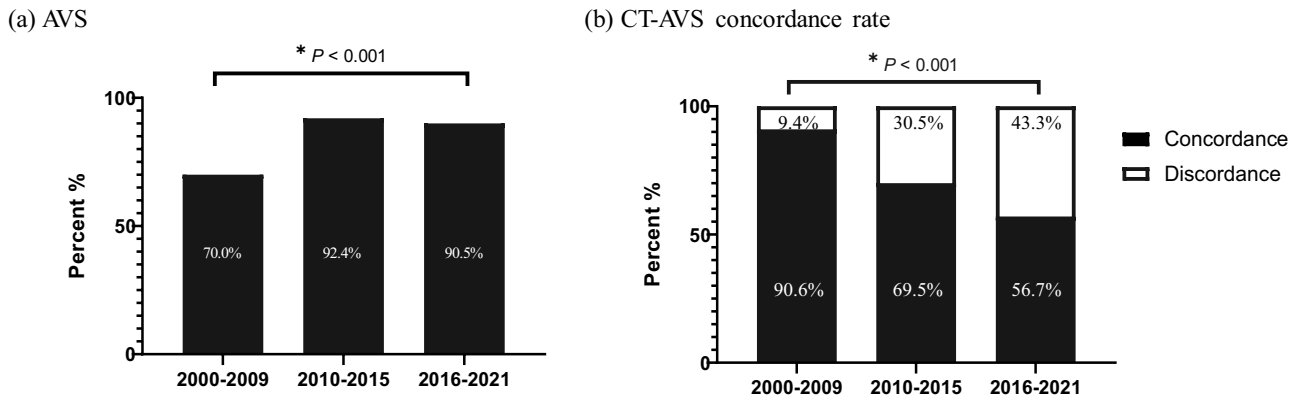 (a) AVS
* P < 0.001
100
50
0
Percent %
70.0%
92.4%
90.5%
2000-2009
2010-2015
2016-2021
(b) CT-AVS concordance rate
* P < 0.001
100
50
0
Percent %
9.4%
30.5%
43.3%
90.6%
69.5%
56.7%
2000-2009
2010-2015
2016-2021
Concordance
Discordance